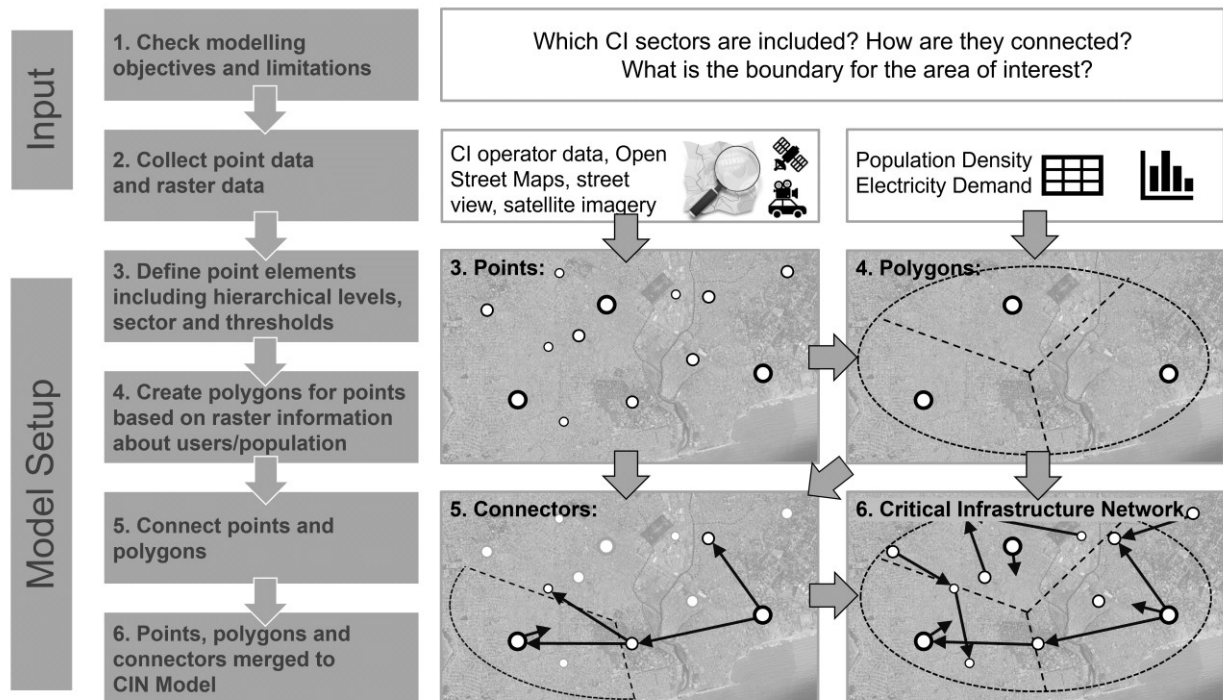 Input
1. Check modelling
objectives and limitations
Which CI sectors are included? How are they connected?
What is the boundary for the area of interest?
2. Collect point data
and raster data
CI operator data, Open
Street Maps, street
view, satellite imagery
Population Density
Electricity Demand
Model Setup
3. Define point elements
including hierarchical levels,
sector and thresholds
3. Points:
4. Polygons:
4. Create polygons for points
based on raster information
about users/population
5. Connect points and
polygons
5. Connectors:
6. Critical Infrastructure Network
6. Points, polygons and
connectors merged to
CIN Model